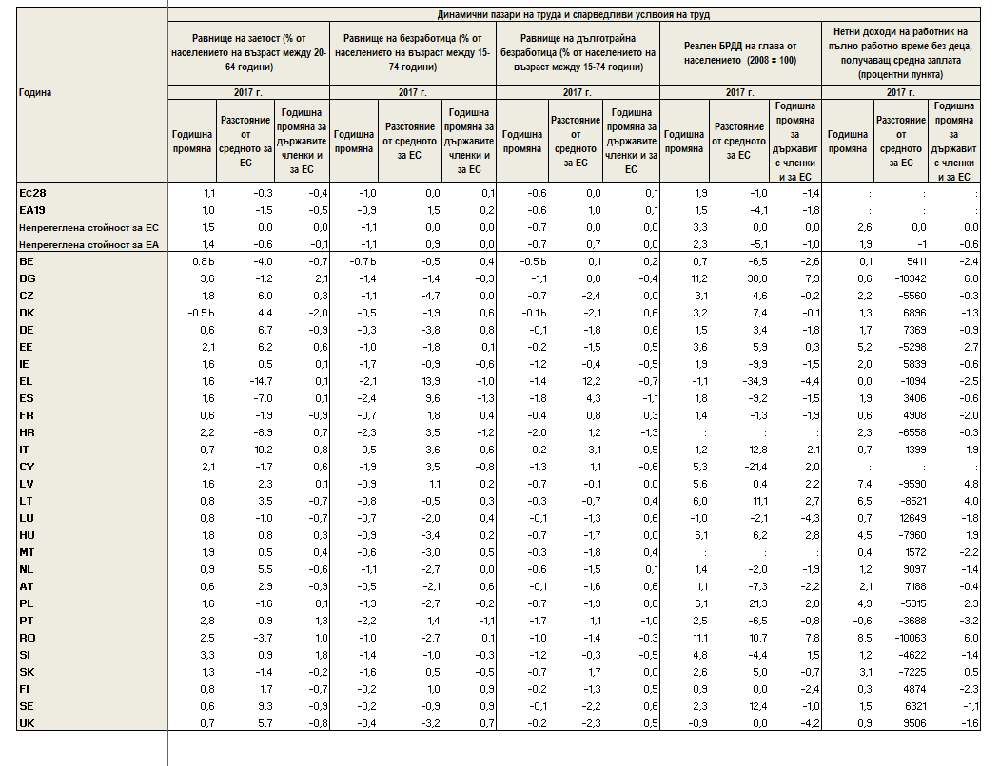 Динамични пазари на труда и справедливи услвоия на труд
Година
Равнище на заетост (% от населението на възраст между 20-64 години)
Равнище на безработица (% от населението на възраст между 15-74 години)
Равнище на дълготрайна безработица (% от населението на възраст между 15-74 години)
Реален БРДД на глава от населението (2008 = 100)
Нетни доходи на работник на пълно работно време без деца, получаващ средна заплата (процентни пункта)
2017 г. 2017 г. 2017 г. 2017 г. 2017 г.
Годишна промяна
Разстояние от средното за ЕС
Годишна промяна за държавите членки и за ЕС
Годишна промяна
Разстояние от средното за ЕС
Годишна промяна за държавите членки и за ЕС
Годишна промяна
Разстояние от средното за ЕС
Годишна промяна за държавите членки и за ЕС
Годишна промяна
Разстояние от средното за ЕС
Годишна промяна за държавит е членки и за ЕС
Годишна промяна
Разстояние от средното за ЕС
Годишна промяна за държавит е членки и за ЕС
ЕС28 1,1 -0,3 -0,4 -1,0 0,0 0,1 -0,6 0,0 0,1 1,9 -1,0 -1,4 : : :
EA19 1,0 -1,5 -0,5 -0,9 1,5 0,2 -0,6 1,0 0,1 1,5 -4,1 -1,8 : : :
Непретеглена стойност за ЕС 1,5 0,0 0,0 -1,1 0,0 0,0 -0,7 0,0 0,0 3,3 0,0 0,0 2,6 0,0 0,0
Непретеглена стойност за ЕА 1,4 -0,6 -0,1 -1,1 0,9 0,0 -0,7 0,7 0,0 2,3 -5,1 -1,0 1,9 -1 -0,6
BE 0.8 b -4,0 -0,7 -0.7 b -0,5 0,4 -0.5 b 0,1 0,2 0,7 -6,5 -2,6 0,1 5411 -2,4
BG 3,6 -1,2 2,1 -1,4 -1,4 -0,3 -1,1 0,0 -0,4 11,2 30,0 7,9 8,6 -10342 6,0
CZ 1,8 6,0 0,3 -1,1 -4,7 0,0 -0,7 -2,4 0,0 3,1 4,6 -0,2 2,2 -5560 -0,3
DK -0.5 b 4,4 -2,0 -0,5 -1,9 0,6 -0.1 b -2,1 0,6 3,2 7,4 -0,1 1,3 6896 -1,3
DE 0,6 6,7 -0,9 -0,3 -3,8 0,8 -0,1 -1,8 0,6 1,5 3,4 -1,8 1,7 7369 -0,9
EE 2,1 6,2 0,6 -1,0 -1,8 0,1 -0,2 -1,5 0,5 3,6 5,9 0,3 5,2 -5298 2,7
IE 1,6 0,5 0,1 -1,7 -0,9 -0,6 -1,2 -0,4 -0,5 1,9 -9,9 -1,5 2,0 5839 -0,6
EL 1,6 -14,7 0,1 -2,1 13,9 -1,0 -1,4 12,2 -0,7 -1,1 -34,9 -4,4 0,0 -1094 -2,5
ES 1,6 -7,0 0,1 -2,4 9,6 -1,3 -1,8 4,3 -1,1 1,8 -9,2 -1,5 1,9 3406 -0,6
FR 0,6 -1,9 -0,9 -0,7 1,8 0,4 -0,4 0,8 0,3 1,4 -1,3 -1,9 0,6 4908 -2,0
HR 2,2 -8,9 0,7 -2,3 3,5 -1,2 -2,0 1,2 -1,3 : : : 2,3 -6558 -0,3
IT 0,7 -10,2 -0,8 -0,5 3,6 0,6 -0,2 3,1 0,5 1,2 -12,8 -2,1 0,7 1399 -1,9
CY 2,1 -1,7 0,6 -1,9 3,5 -0,8 -1,3 1,1 -0,6 5,3 -21,4 2,0 : : :
LV 1,6 2,3 0,1 -0,9 1,1 0,2 -0,7 -0,1 0,0 5,6 0,4 2,2 7,4 -9590 4,8
LT 0,8 3,5 -0,7 -0,8 -0,5 0,3 -0,3 -0,7 0,4 6,0 11,1 2,7 6,5 -8521 4,0
LU 0,8 -1,0 -0,7 -0,7 -2,0 0,4 -0,1 -1,3 0,6 -1,0 -2,1 -4,3 0,7 12649 -1,8
HU 1,8 0,8 0,3 -0,9 -3,4 0,2 -0,7 -1,7 0,0 6,1 6,2 2,8 4,5 -7960 1,9
MT 1,9 0,5 0,4 -0,6 -3,0 0,5 -0,3 -1,8 0,4 : : : 0,4 1572 -2,2
NL 0,9 5,5 -0,6 -1,1 -2,7 0,0 -0,6 -1,5 0,1 1,4 -2,0 -1,9 1,2 9097 -1,4
AT 0,6 2,9 -0,9 -0,5 -2,1 0,6 -0,1 -1,6 0,6 1,1 -7,3 -2,2 2,1 7188 -0,4
PL 1,6 -1,6 0,1 -1,3 -2,7 -0,2 -0,7 -1,9 0,0 6,1 21,3 2,8 4,9 -5915 2,3
PT 2,8 0,9 1,3 -2,2 1,4 -1,1 -1,7 1,1 -1,0 2,5 -6,5 -0,8 -0,6 -3688 -3,2
RO 2,5 -3,7 1,0 -1,0 -2,7 0,1 -1,0 -1,4 -0,3 11,1 10,7 7,8 8,5 -10063 6,0
SI 3,3 0,9 1,8 -1,4 -1,0 -0,3 -1,2 -0,3 -0,5 4,8 -4,4 1,5 1,2 -4622 -1,4
SK 1,3 -1,4 -0,2 -1,6 0,5 -0,5 -0,7 1,7 0,0 2,6 5,0 -0,7 3,1 -7225 0,5
FI 0,8 1,7 -0,7 -0,2 1,0 0,9 -0,2 -1,3 0,5 0,9 0,0 -2,4 0,3 4874 -2,3
SE 0,6 9,3 -0,9 -0,2 -0,9 0,9 -0,1 -2,2 0,6 2,3 12,4 -1,0 1,5 6321 -1,1
UK 0,7 5,7 -0,8 -0,4 -3,2 0,7 -0,2 -2,3 0,5 -0,9 0,0 -4,2 0,9 9506 -1,6